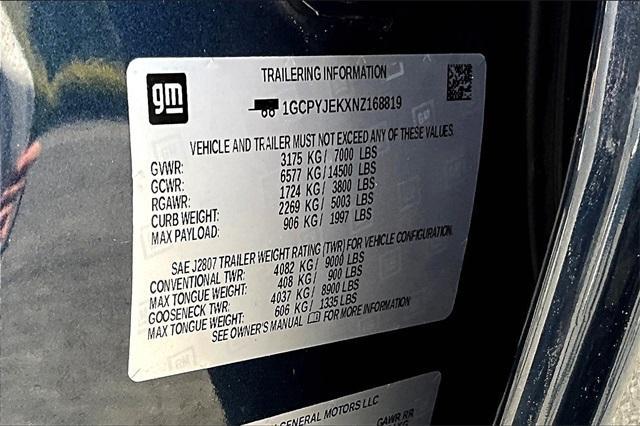 gm
TRAILERING INFORMATION
1GCPYJEKXNZ168819
VEHICLE AND TRAILER MUST NOT EXCEED ANY OF THESE VALUES.
GVWR: 3175 KG/ 7000 LBS
GCWR: 6577 KG/14500 LBS
RGAWR: 1724 KG/ 3800 LBS
CURB WEIGHT: 2269 KG/ 5003 LBS
MAX PAYLOAD: 906 KG/ 1997 LBS
SAE J2807 TRAILER WEIGHT RATING (TWR) FOR VEHICLE CONFIGURATION.
CONVENTIONAL TWR: 4082 KG/ 9000 LBS
MAX TONGUE WEIGHT: 408 KG/ 900 LBS
GOOSENECK TWR: 4037 KG/ 8900 LBS
MAX TONGUE WEIGHT: 606 KG/ 1335 LBS
SEE OWNER'S MANUAL FOR MORE INFORMATION
GENERAL MOTORS LLC
GAWR RR